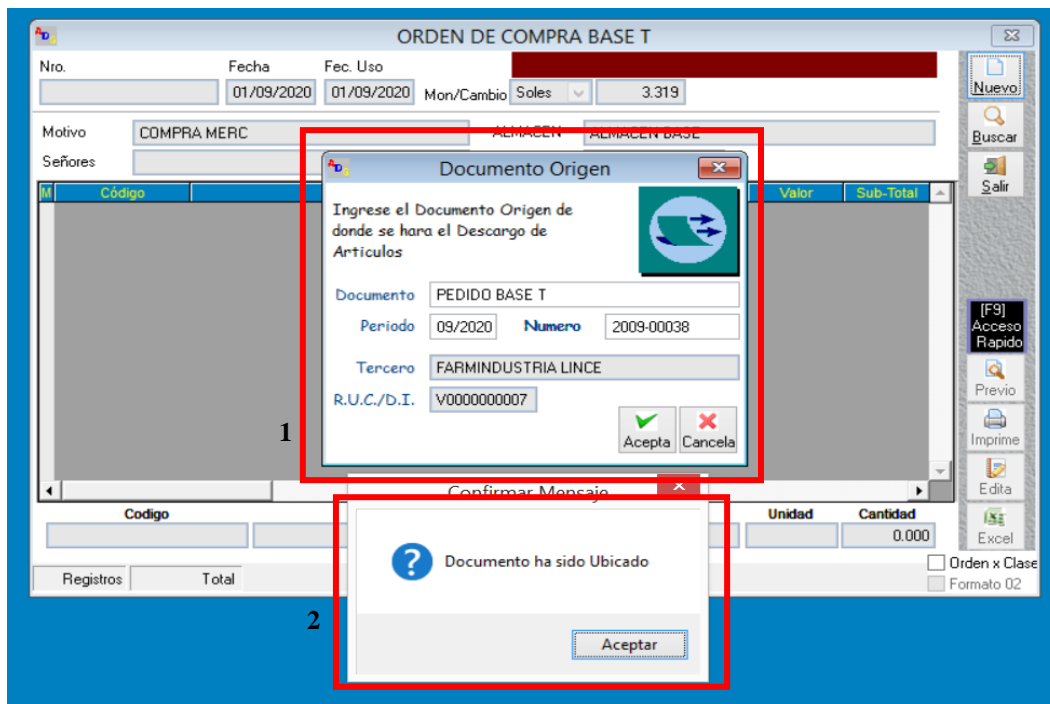 ORDEN DE COMPRA BASE T
Nro.
Fecha
Fec. Uso
01/09/2020
01/09/2020
Mon/Cambio
Soles
3.319
Nuevo
Motivo
COMPRA MERC
ALMACEN
ALMACEN BASE
Buscar
Señores
Salir
M
Código
Valor
Sub-Total
Documento Origen
Ingrese el Documento Origen de
donde se hara el Descargo de
Articulos
Documento
PEDIDO BASE T
Periodo
09/2020
Numero
2009-00038
Tercero
FARMINDUSTRIA LINCE
R.U.C./D.I.
V0000000007
Acepta
Cancela
1
[F9]
Acceso
Rapido
Previo
Imprime
Edita
Excel
Confirmar Mensaje
Codigo
Unidad
Cantidad
0.000
Documento ha sido Ubicado
Aceptar
2
Registros
Total
Orden x Clase
Formato 02